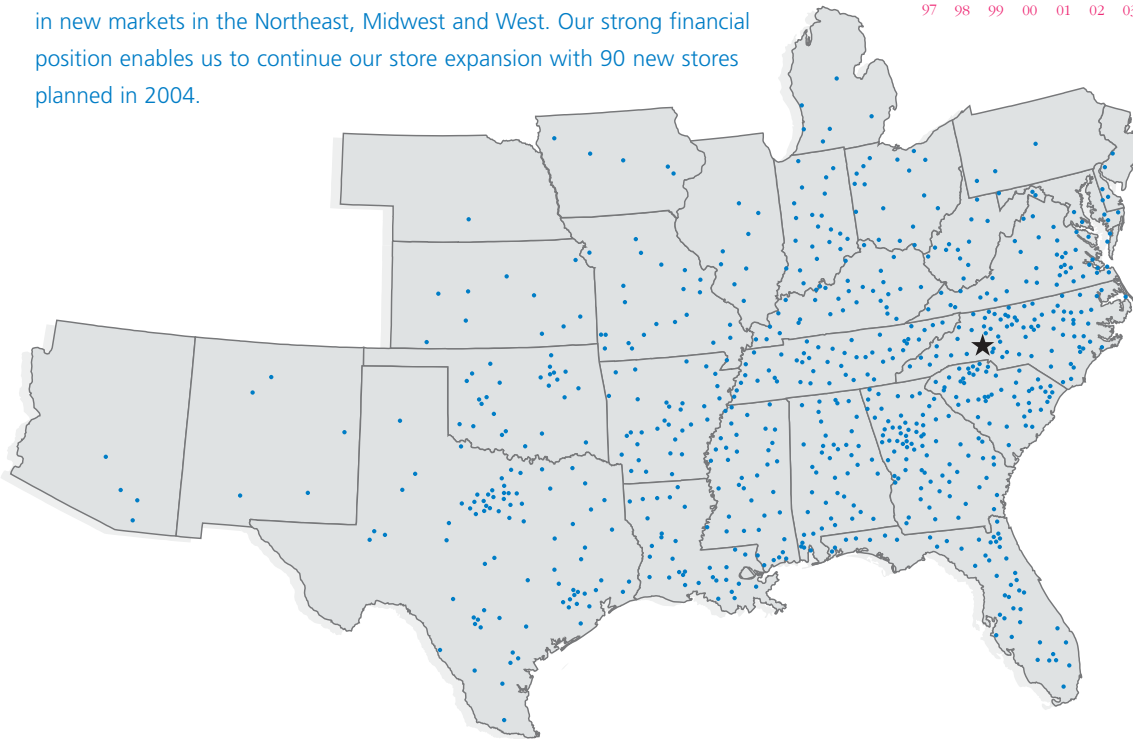 in new markets in the Northeast, Midwest and West. Our strong financial
position enables us to continue our store expansion with 90 new stores
planned in 2004.
97 98 99 00 01 02 03